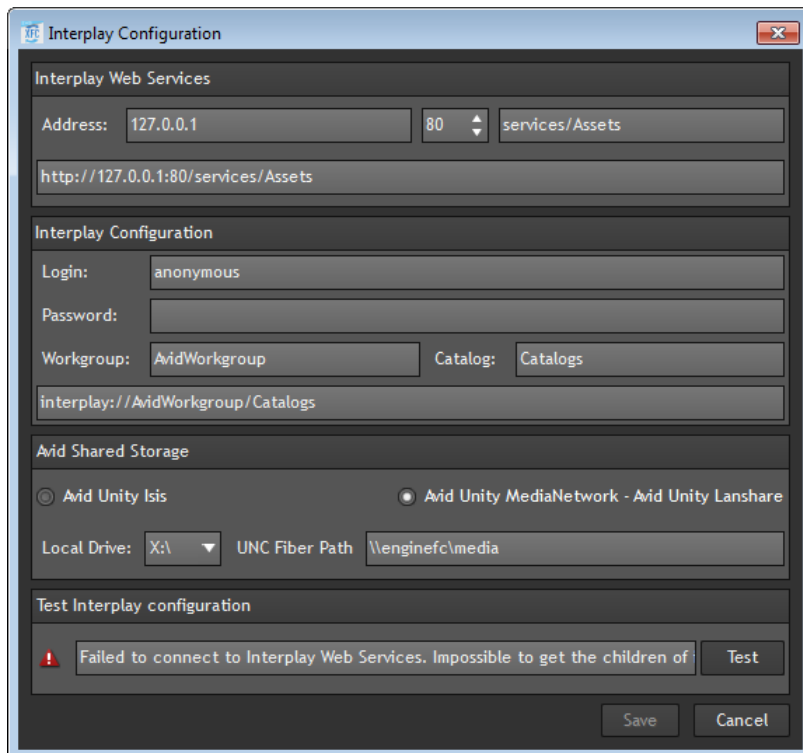 XFC Interplay Configuration
Interplay Web Services
Address: 127.0.0.1 80 services/Assets
http://127.0.0.1:80/services/Assets
Interplay Configuration
Login: anonymous
Password:
Workgroup: AvidWorkgroup Catalog: Catalogs
interplay://AvidWorkgroup/Catalogs
Avid Shared Storage
Avid Unity Isis Avid Unity MediaNetwork - Avid Unity Lanshare
Local Drive: X:\ UNC Fiber Path \\enginefc\media
Test Interplay configuration
Failed to connect to Interplay Web Services. Impossible to get the children of Test
Save Cancel